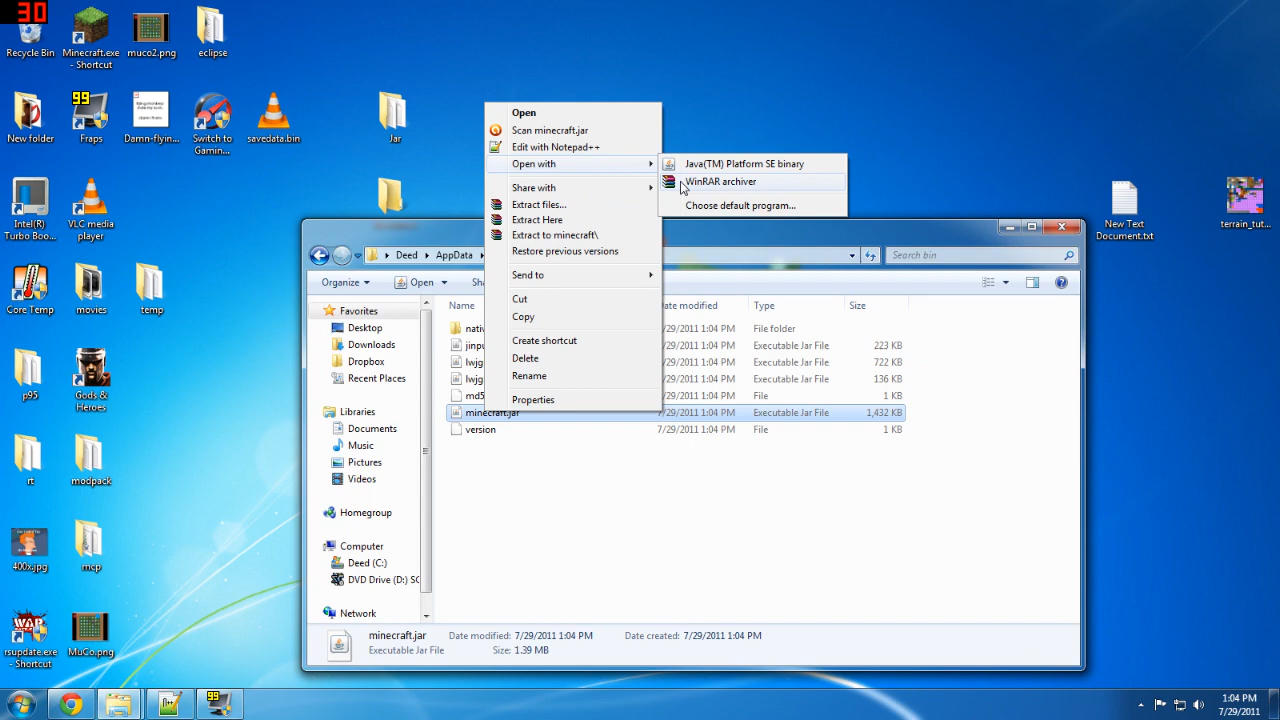 30
Recycle Bin
Minecraft.exe
- Shortcut
muco2.png
eclipse
New folder
99
Fraps
Damn-flyin...
Switch to
Gamin...
savedata.bin
Jar
Intel(R)
Turbo Boo...
VLC media
player
Core Temp
movies
temp
p95
Gods &
Heroes
rt
modpack
400x.jpg
mcp
rsupdate.exe
- Shortcut
MuCo.png
New Text
Document.txt
terrain_tut...
Open
Scan minecraft.jar
Edit with Notepad++
Open with
Share with
Extract files...
Extract Here
Extract to minecraft\
Restore previous versions
Send to
Cut
Copy
Create shortcut
Delete
Rename
Properties
Java(TM) Platform SE binary
WinRAR archiver
Choose default program...
Deed
AppData
Search bin
Organize
Open
Sha
Favorites
Desktop
Downloads
Dropbox
Recent Places
Libraries
Documents
Music
Pictures
Videos
Homegroup
Computer
Deed (C:)
DVD Drive (D:) SC
Network
Name
Date modified
Type
Size
nativ
7/29/2011 1:04 PM
File folder
jinpu
7/29/2011 1:04 PM
Executable Jar File
223 KB
lwjg
7/29/2011 1:04 PM
Executable Jar File
722 KB
lwjg
7/29/2011 1:04 PM
Executable Jar File
136 KB
md5
7/29/2011 1:04 PM
File
1 KB
minecraft.jar
7/29/2011 1:04 PM
Executable Jar File
1,432 KB
version
7/29/2011 1:04 PM
File
1 KB
minecraft.jar
Date modified: 7/29/2011 1:04 PM
Date created: 7/29/2011 1:04 PM
Executable Jar File
Size: 1.39 MB
99
1:04 PM
7/29/2011